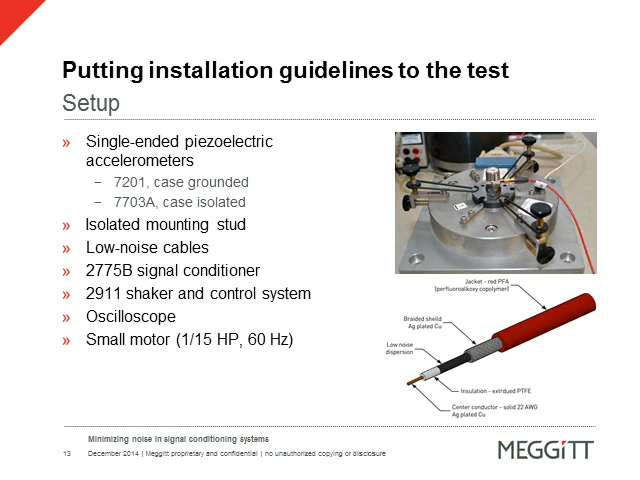 Putting installation guidelines to the test
Setup
» Single-ended piezoelectric
accelerometers
– 7201, case grounded
– 7703A, case isolated
» Isolated mounting stud
» Low-noise cables
» 2775B signal conditioner
» 2911 shaker and control system
» Oscilloscope
» Small motor (1/15 HP, 60 Hz)
Jacket - red PFA
(perfluoroalkoxy copolymer)
Braided sheild
Ag plated Cu
Low noise
dispersion
Insulation - extrdued PTFE
Center conductor - solid 22 AWG
Ag plated Cu
Minimizing noise in signal conditioning systems
13 December 2014 | Meggitt proprietary and confidential | no unauthorized copying or disclosure
MEGGITT